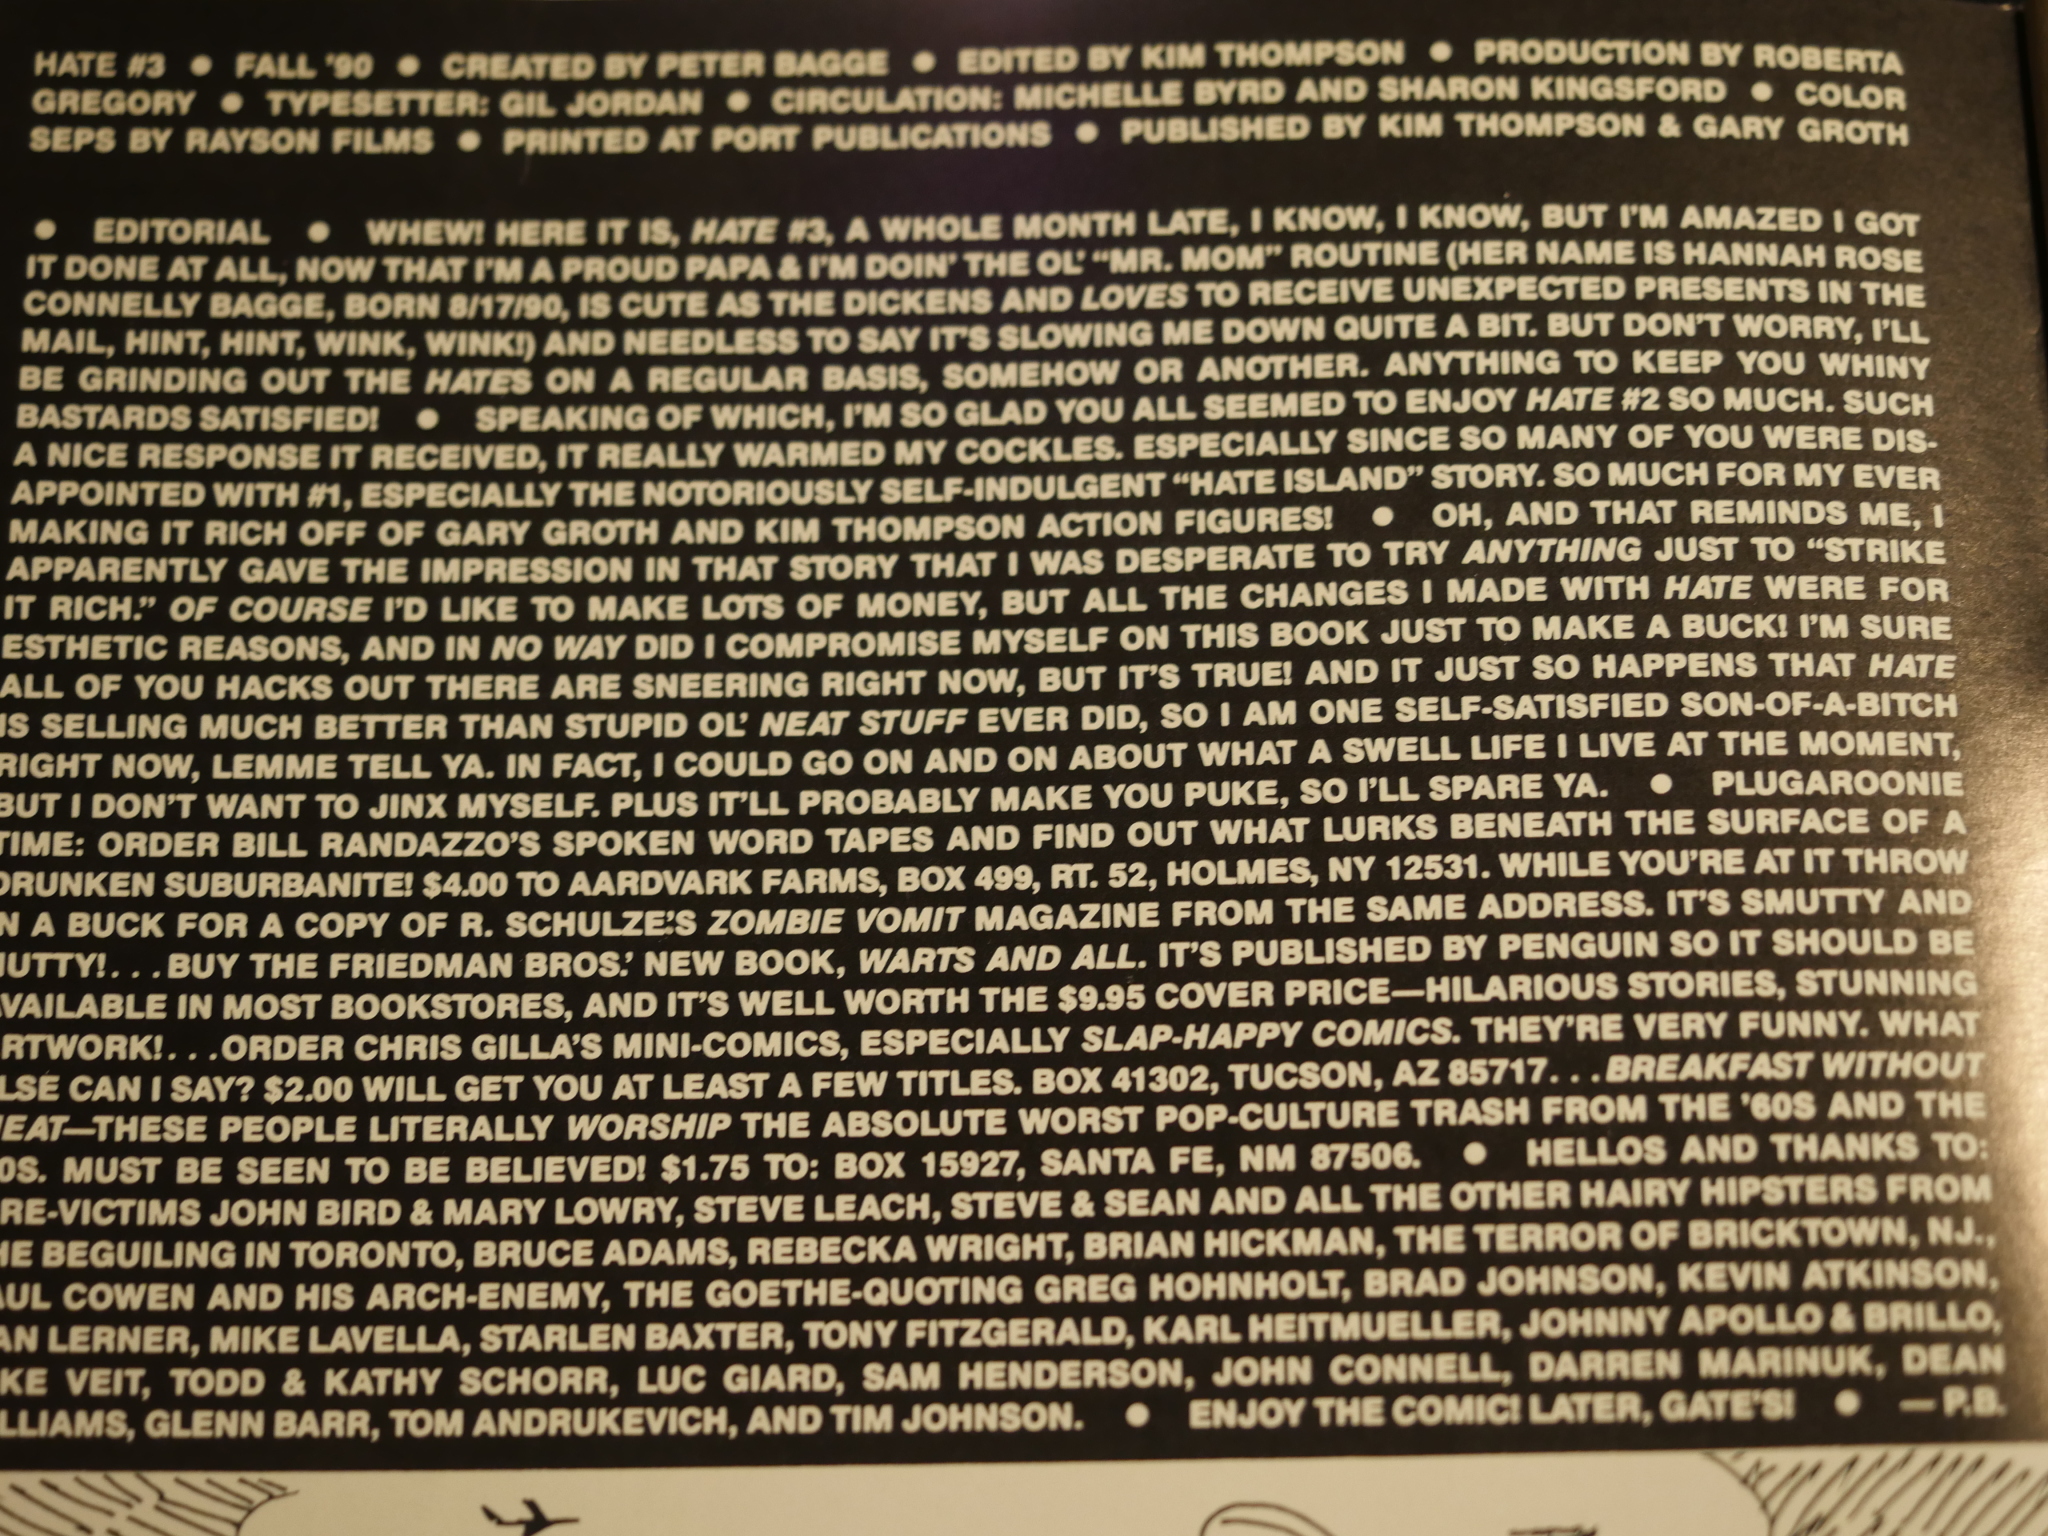 HATE #3 ● FALL '90 ● CREATED BY PETER BAGGE ● EDITED BY KIM THOMPSON ● PRODUCTION BY ROBERTA
GREGORY ● TYPESETTER: GIL JORDAN ● CIRCULATION: MICHELLE BYRD AND SHARON KINGSFORD ● COLOR
SEPS BY RAYSON FILMS ● PRINTED AT PORT PUBLICATIONS ● PUBLISHED BY KIM THOMPSON & GARY GROTH
● EDITORIAL ● WHEW! HERE IT IS, HATE #3, A WHOLE MONTH LATE, I KNOW, I KNOW, BUT I'M AMAZED I GOT
IT DONE AT ALL, NOW THAT I'M A PROUD PAPA & I'M DOIN' THE OL' "MR. MOM" ROUTINE (HER NAME IS HANNAH ROSE
CONNELLY BAGGE, BORN 8/17/90, IS CUTE AS THE DICKENS AND LOVES TO RECEIVE UNEXPECTED PRESENTS IN THE
MAIL, HINT, HINT, WINK, WINK!) AND NEEDLESS TO SAY IT'S SLOWING ME DOWN QUITE A BIT. BUT DON'T WORRY, I'LL
BE GRINDING OUT THE HATES ON A REGULAR BASIS, SOMEHOW OR ANOTHER. ANYTHING TO KEEP YOU WHINY
BASTARDS SATISFIED! ● SPEAKING OF WHICH, I'M SO GLAD YOU ALL SEEMED TO ENJOY HATE #2 SO MUCH. SUCH
A NICE RESPONSE IT RECEIVED, IT REALLY WARMED MY COCKLES. ESPECIALLY SINCE SO MANY OF YOU WERE DIS-
APPOINTED WITH #1, ESPECIALLY THE NOTORIOUSLY SELF-INDULGENT "HATE ISLAND" STORY. SO MUCH FOR MY EVER
MAKING IT RICH OFF OF GARY GROTH AND KIM THOMPSON ACTION FIGURES! ● OH, AND THAT REMINDS ME, I
APPARENTLY GAVE THE IMPRESSION IN THAT STORY THAT I WAS DESPERATE TO TRY ANYTHING JUST TO "STRIKE
IT RICH." OF COURSE I'D LIKE TO MAKE LOTS OF MONEY, BUT ALL THE CHANGES I MADE WITH HATE WERE FOR
ESTHETIC REASONS, AND IN NO WAY DID I COMPROMISE MYSELF ON THIS BOOK JUST TO MAKE A BUCK! I'M SURE
ALL OF YOU HACKS OUT THERE ARE SNEERING RIGHT NOW, BUT IT'S TRUE! AND IT JUST SO HAPPENS THAT HATE
IS SELLING MUCH BETTER THAN STUPID OL' NEAT STUFF EVER DID, SO I AM ONE SELF-SATISFIED SON-OF-A-BITCH
RIGHT NOW, LEMME TELL YA. IN FACT, I COULD GO ON AND ON ABOUT WHAT A SWELL LIFE I LIVE AT THE MOMENT,
BUT I DON'T WANT TO JINX MYSELF. PLUS IT'LL PROBABLY MAKE YOU PUKE, SO I'LL SPARE YA. ● PLUGAROONIE
TIME: ORDER BILL RANDAZZO'S SPOKEN WORD TAPES AND FIND OUT WHAT LURKS BENEATH THE SURFACE OF A
DRUNKEN SUBURBANITE! $4.00 TO AARDVARK FARMS, BOX 499, RT. 52, HOLMES, NY 12531. WHILE YOU'RE AT IT THROW
N A BUCK FOR A COPY OF R. SCHULZE'S ZOMBIE VOMIT MAGAZINE FROM THE SAME ADDRESS. IT'S SMUTTY AND
NUTTY!...BUY THE FRIEDMAN BROS.' NEW BOOK, WARTS AND ALL. IT'S PUBLISHED BY PENGUIN SO IT SHOULD BE
AVAILABLE IN MOST BOOKSTORES, AND IT'S WELL WORTH THE $9.95 COVER PRICE—HILARIOUS STORIES, STUNNING
RTWORK!...ORDER CHRIS GILLA'S MINI-COMICS, ESPECIALLY SLAP-HAPPY COMICS. THEY'RE VERY FUNNY. WHAT
LSE CAN I SAY? $2.00 WILL GET YOU AT LEAST A FEW TITLES. BOX 41302, TUCSON, AZ 85717...BREAKFAST WITHOUT
EAT—THESE PEOPLE LITERALLY WORSHIP THE ABSOLUTE WORST POP-CULTURE TRASH FROM THE '60S AND THE
0S. MUST BE SEEN TO BE BELIEVED! $1.75 TO: BOX 15927, SANTA FE, NM 87506. ● HELLOS AND THANKS TO:
RE-VICTIMS JOHN BIRD & MARY LOWRY, STEVE LEACH, STEVE & SEAN AND ALL THE OTHER HAIRY HIPSTERS FROM
HE BEGUILING IN TORONTO, BRUCE ADAMS, REBECKA WRIGHT, BRIAN HICKMAN, THE TERROR OF BRICKTOWN, NJ.,
AUL COWEN AND HIS ARCH-ENEMY, THE GOETHE-QUOTING GREG HOHNHOLT, BRAD JOHNSON, KEVIN ATKINSON,
AN LERNER, MIKE LAVELLA, STARLEN BAXTER, TONY FITZGERALD, KARL HEITMUELLER, JOHNNY APOLLO & BRILLO,
KE VEIT, TODD & KATHY SCHORR, LUC GIARD, SAM HENDERSON, JOHN CONNELL, DARREN MARINUK, DEAN
LLIAMS, GLENN BARR, TOM ANDRUKEVICH, AND TIM JOHNSON. ● ENJOY THE COMIC! LATER, GATE'S! ● — P.B.